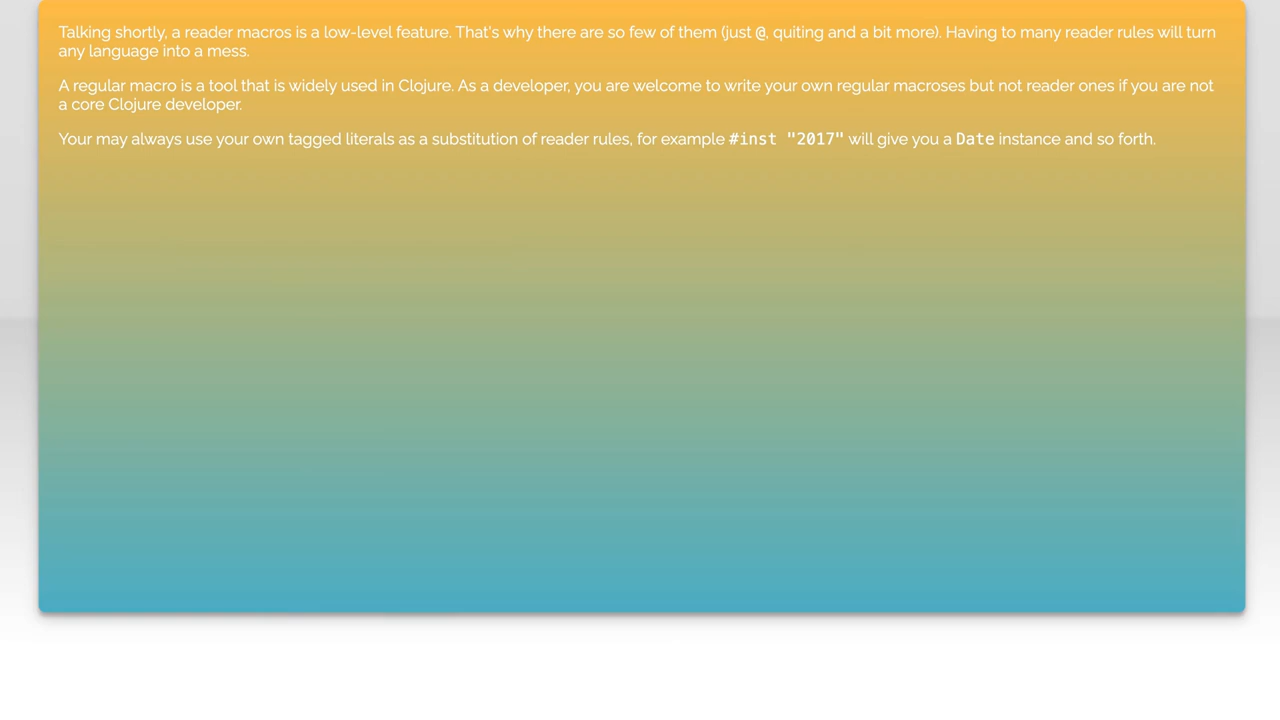 Talking shortly, a reader macros is a low-level feature. That's why there are so few of them (just @, quiting and a bit more). Having to many reader rules will turn
any language into a mess.
A regular macro is a tool that is widely used in Clojure. As a developer, you are welcome to write your own regular macroses but not reader ones if you are not
a core Clojure developer.
Your may always use your own tagged literals as a substitution of reader rules, for example #inst "2017" will give you a Date instance and so forth.